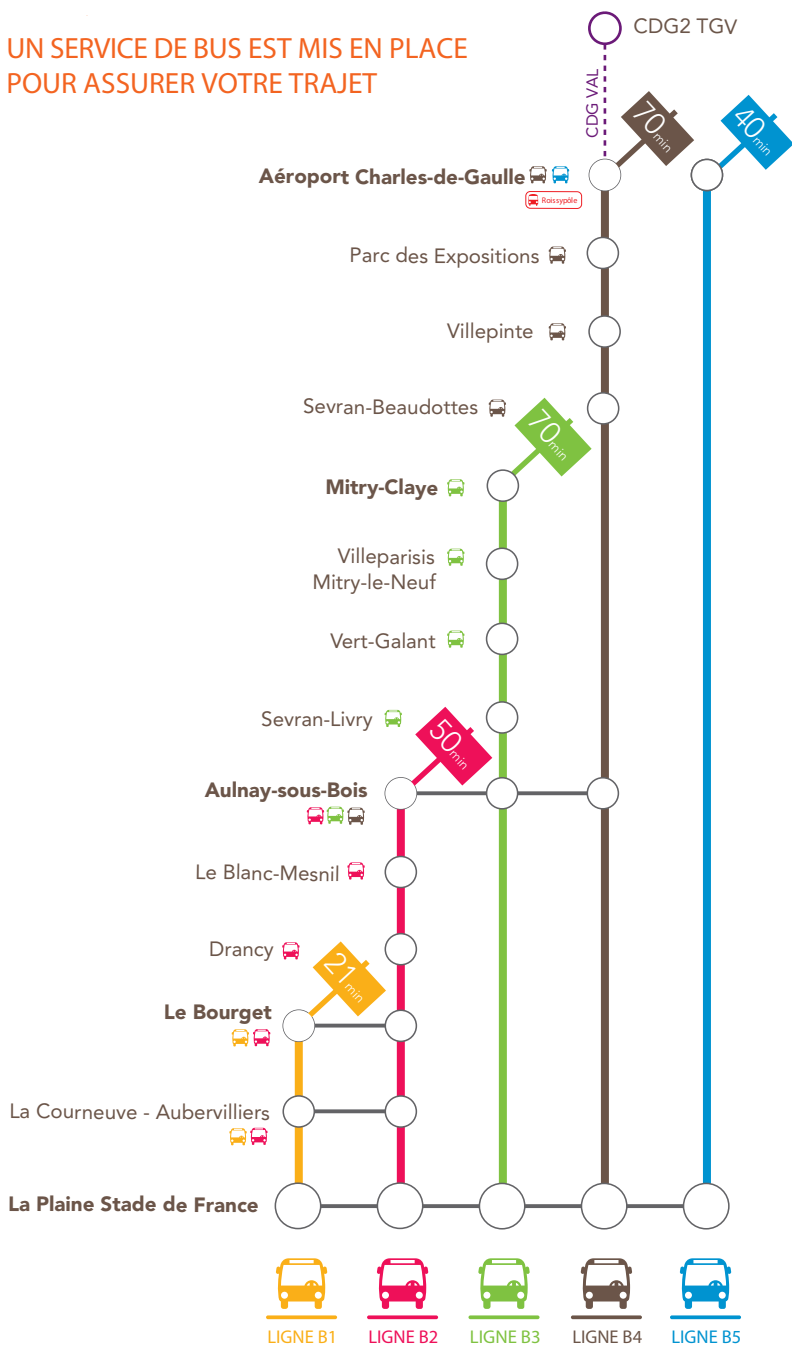 UN SERVICE DE BUS EST MIS EN PLACE
POUR ASSURER VOTRE TRAJET
CDG2 TGV
CDG VAL
70 min
40 min
Aéroport Charles-de-Gaulle
Roissypôle
Parc des Expositions
Villepinte
Sevran-Beaudottes
70 min
Mitry-Claye
Villeparisis
Mitry-le-Neuf
Vert-Galant
Sevran-Livry
50 min
Aulnay-sous-Bois
Le Blanc-Mesnil
Drancy
21 min
Le Bourget
La Courneuve - Aubervilliers
La Plaine Stade de France
LIGNE B1
LIGNE B2
LIGNE B3
LIGNE B4
LIGNE B5